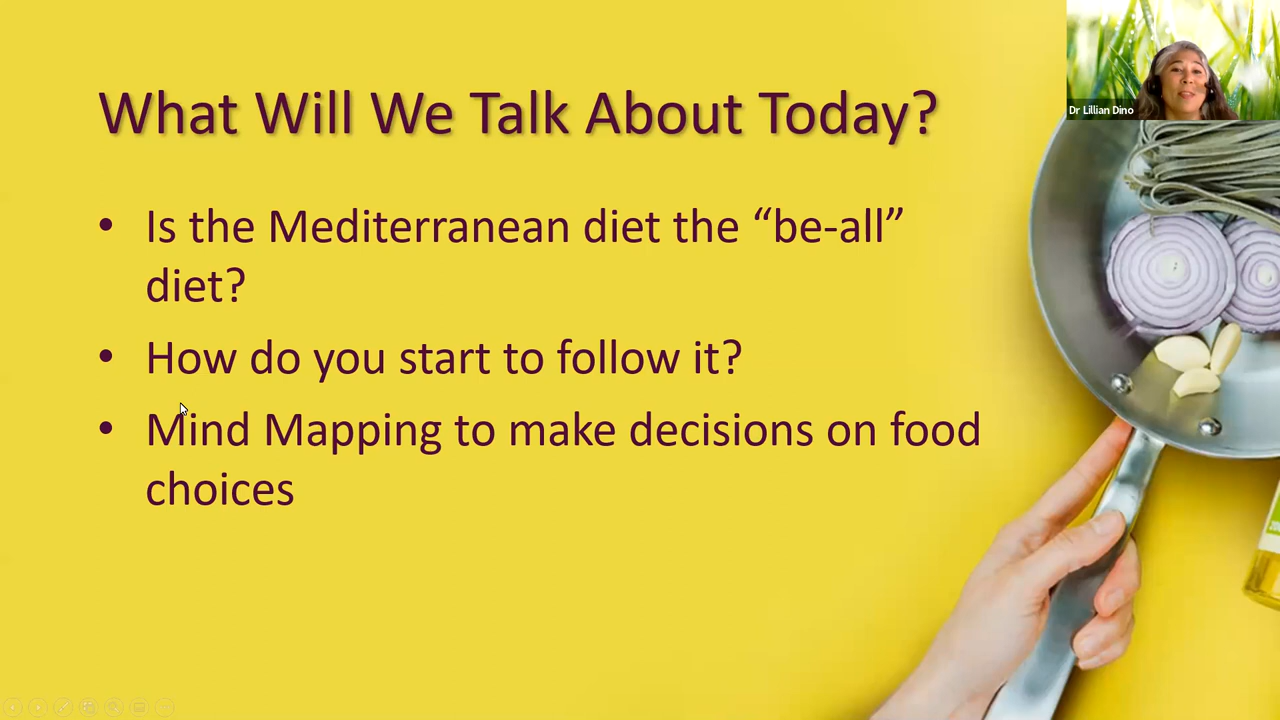 What Will We Talk About Today?
Dr Lillian Dino
• Is the Mediterranean diet the “be-all”
diet?
• How do you start to follow it?
• Mind Mapping to make decisions on food
choices